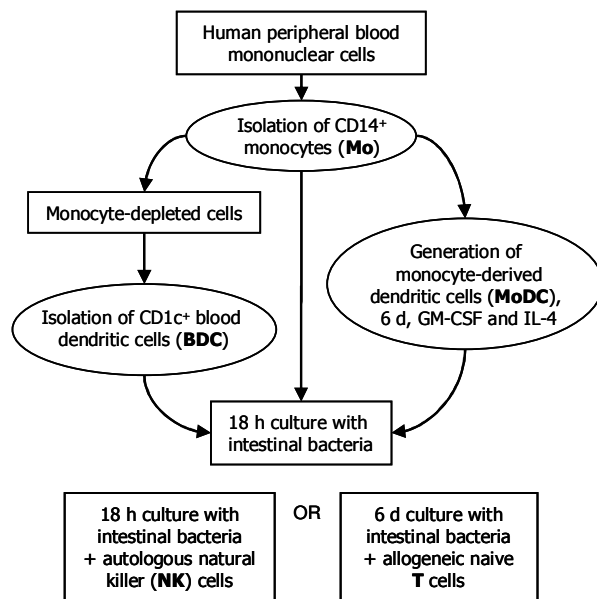 Human peripheral blood
mononuclear cells
Isolation of CD14+
monocytes (Mo)
Monocyte-depleted cells
Generation of
monocyte-derived
dendritic cells (MoDC),
6 d, GM-CSF and IL-4
Isolation of CD1c+ blood
dendritic cells (BDC)
18 h culture with
intestinal bacteria
18 h culture with
intestinal bacteria
+ autologous natural
killer (NK) cells
OR
6 d culture with
intestinal bacteria
+ allogeneic naive
T cells